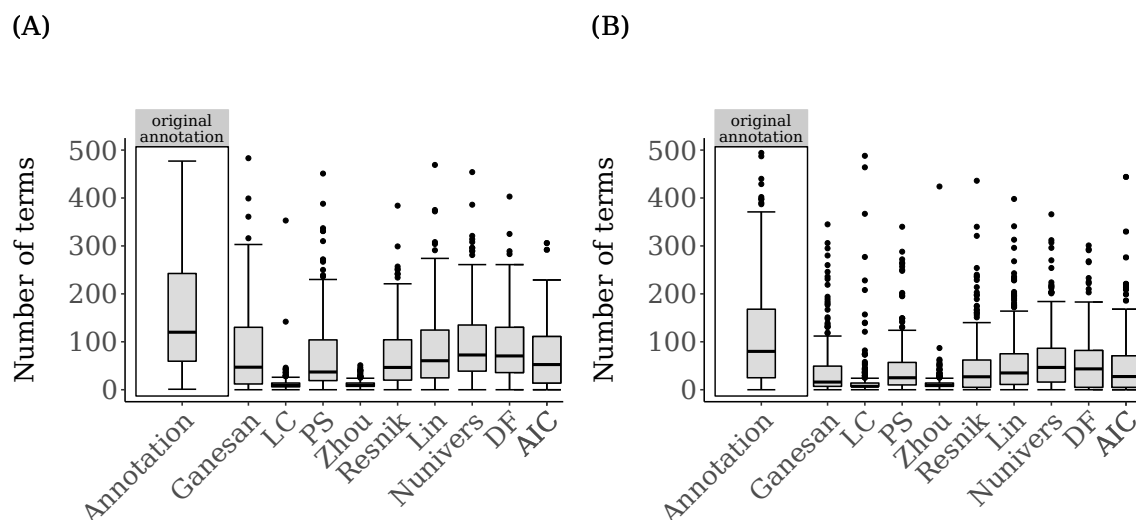 (A)
original
annotation
Number of terms
500
400
300
200
100
0
Annotation
Ganesan
LC
PS
Zhou
Resnik
Lin
Nunivers
DF
AIC
(B)
original
annotation
Number of terms
500
400
300
200
100
0
Annotation
Ganesan
LC
PS
Zhou
Resnik
Lin
Nunivers
DF
AIC